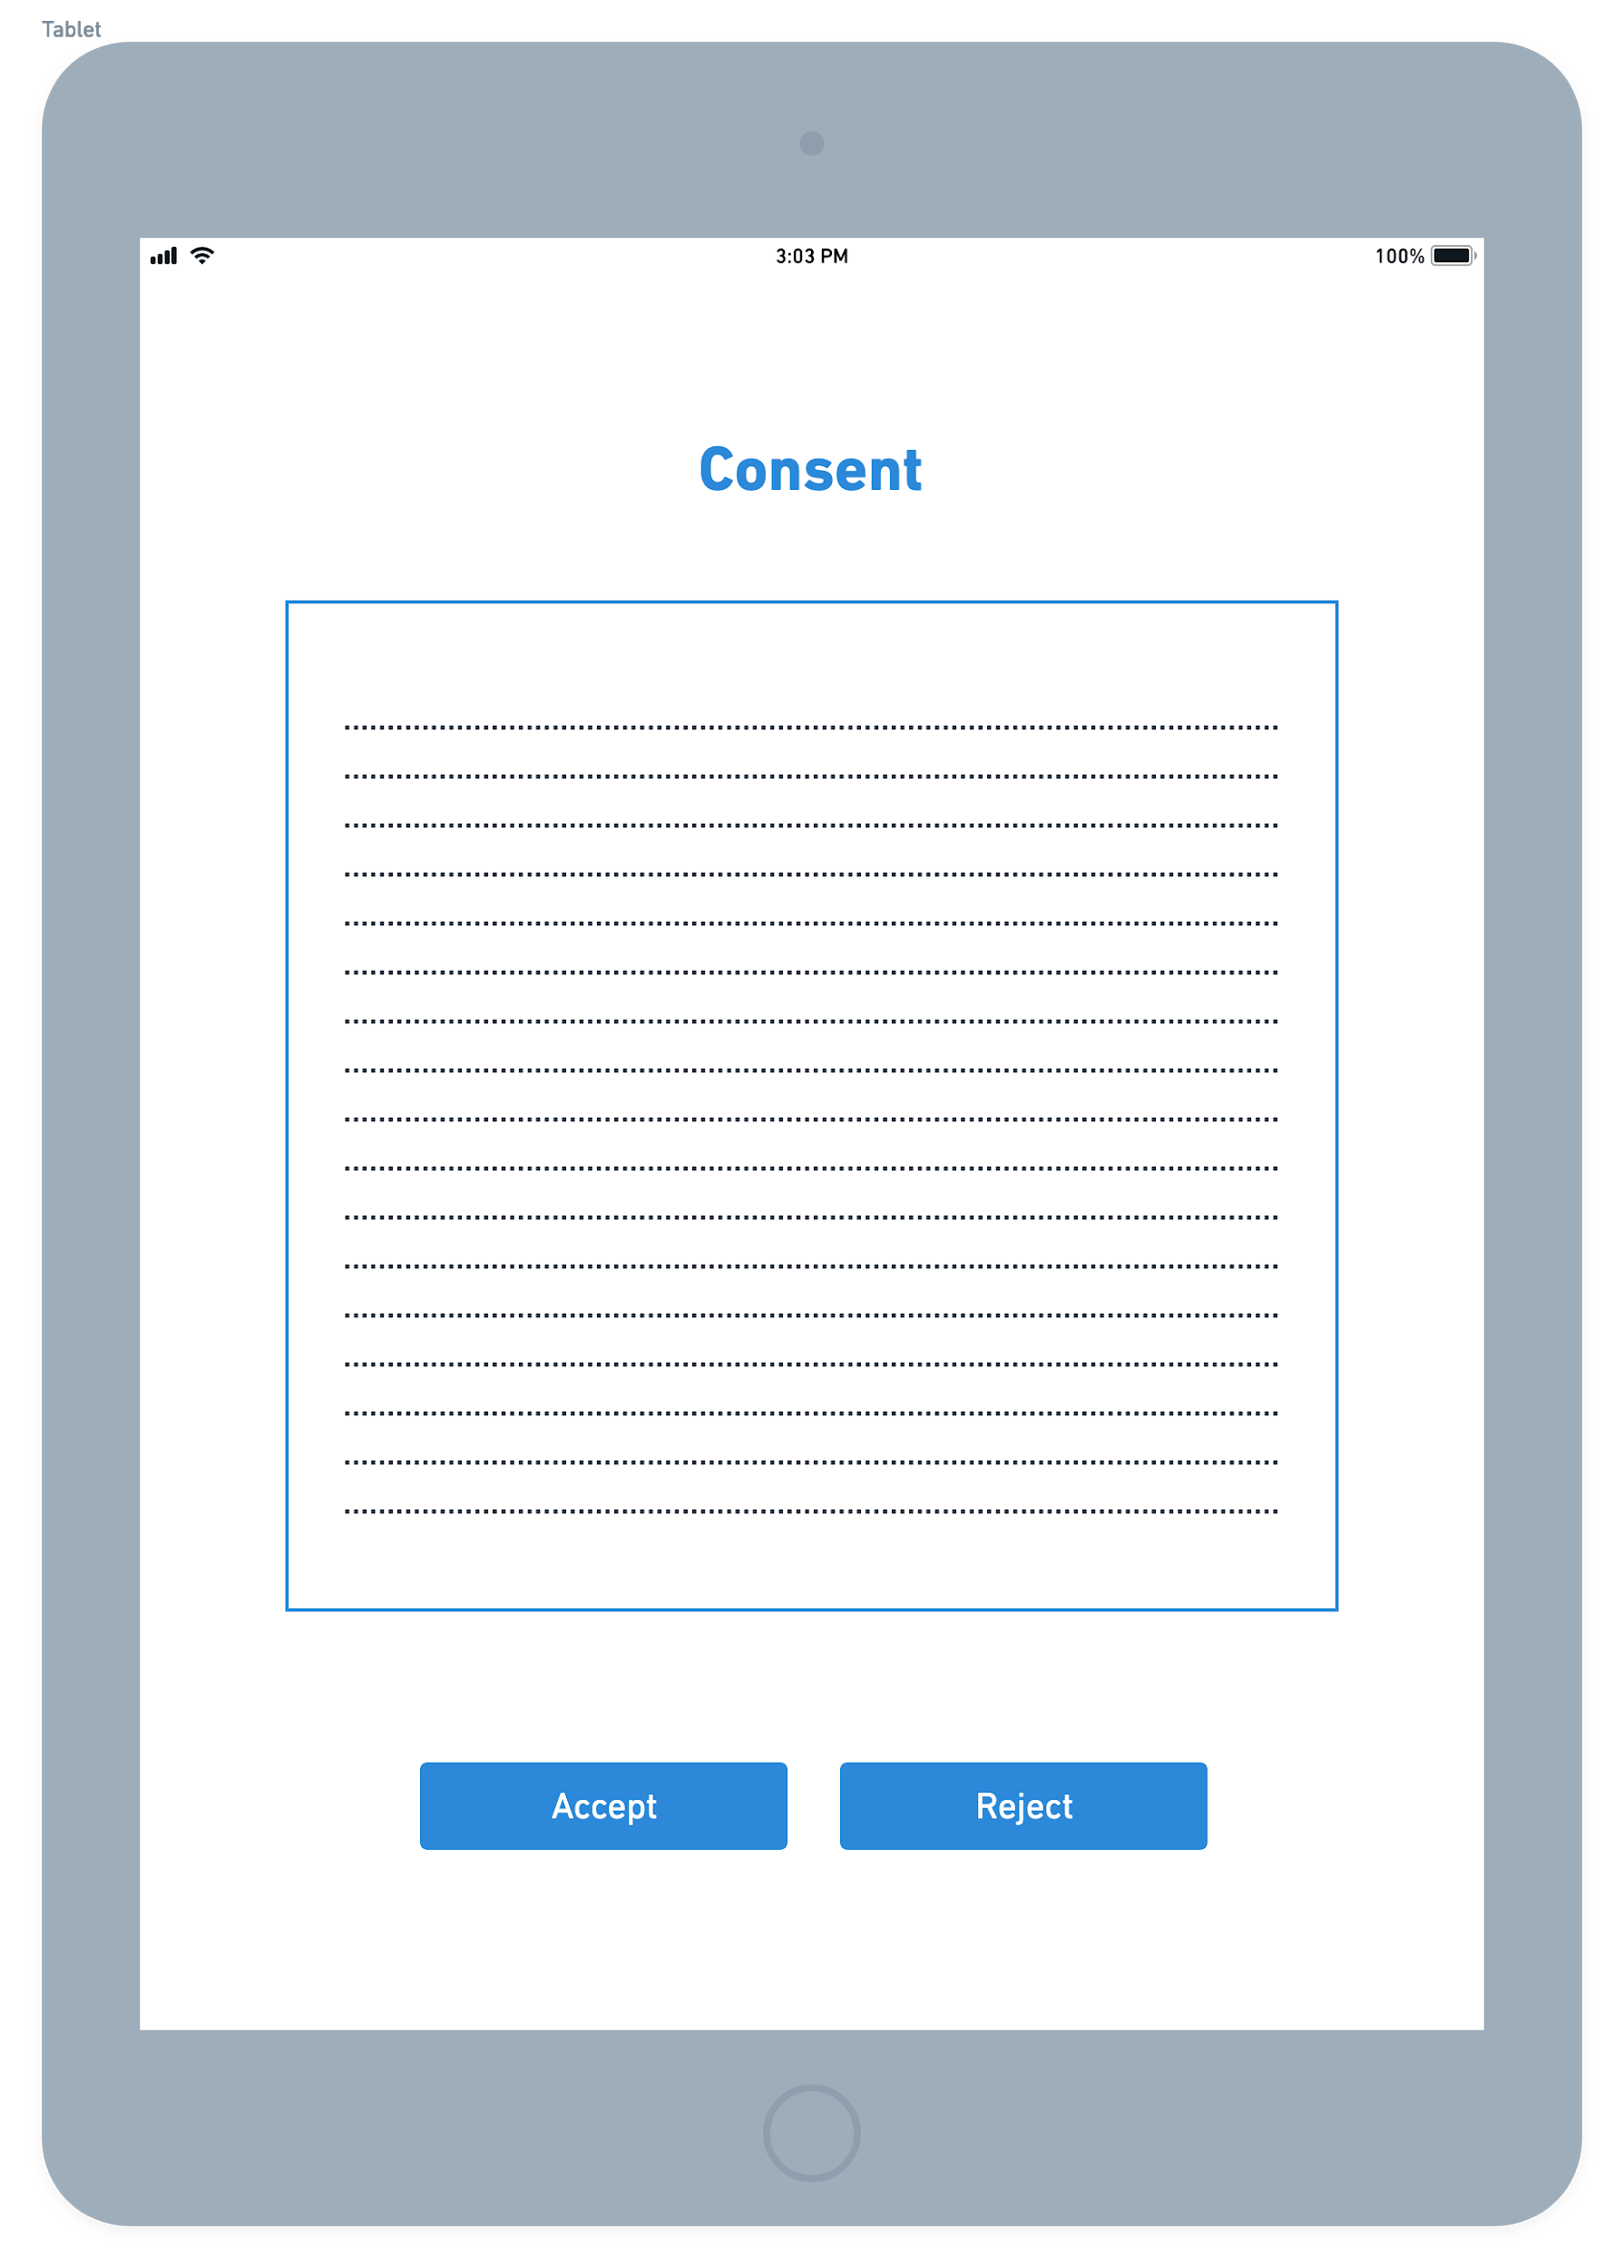 Tablet
3:03 PM
100%
Consent
Accept
Reject